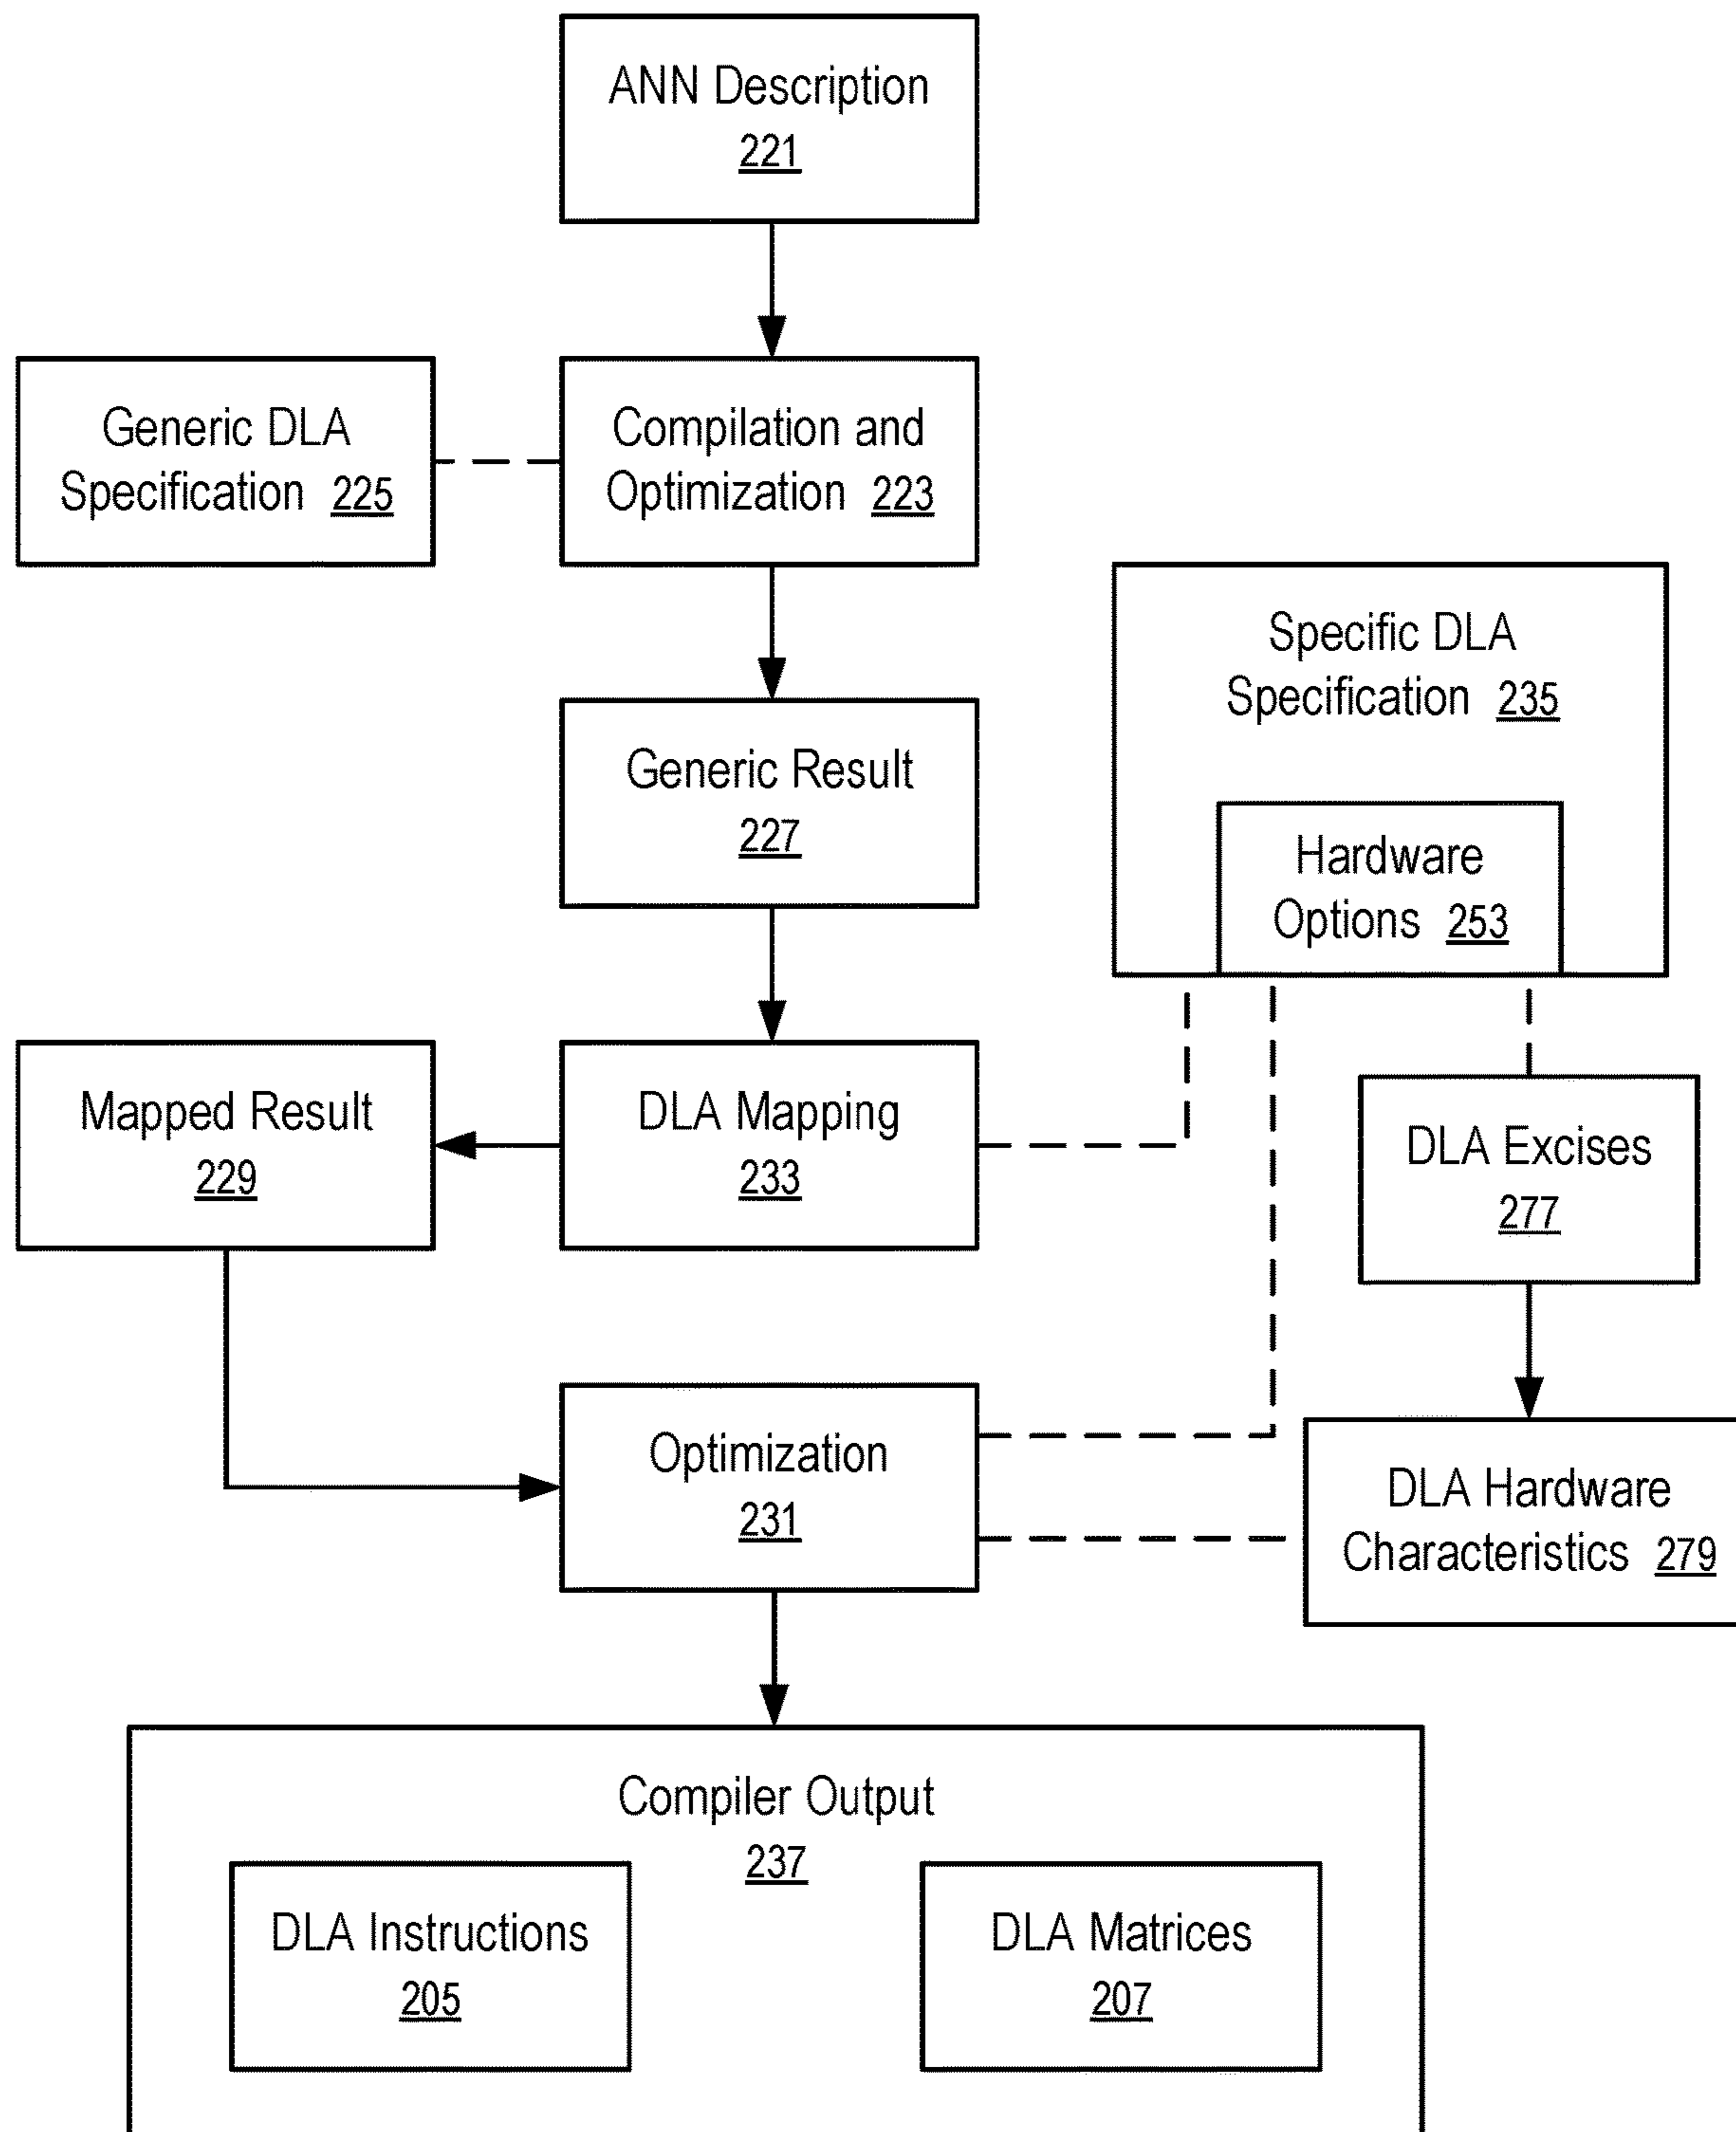 ANN Description
221
Generic DLA
Specification 225
Compilation and
Optimization 223
Specific DLA
Specification 235
Generic Result
227
Hardware
Options 253
Mapped Result
229
DLA Mapping
233
DLA Excises
277
Optimization
231
DLA Hardware
Characteristics 279
Compiler Output
237
DLA Instructions
205
DLA Matrices
207